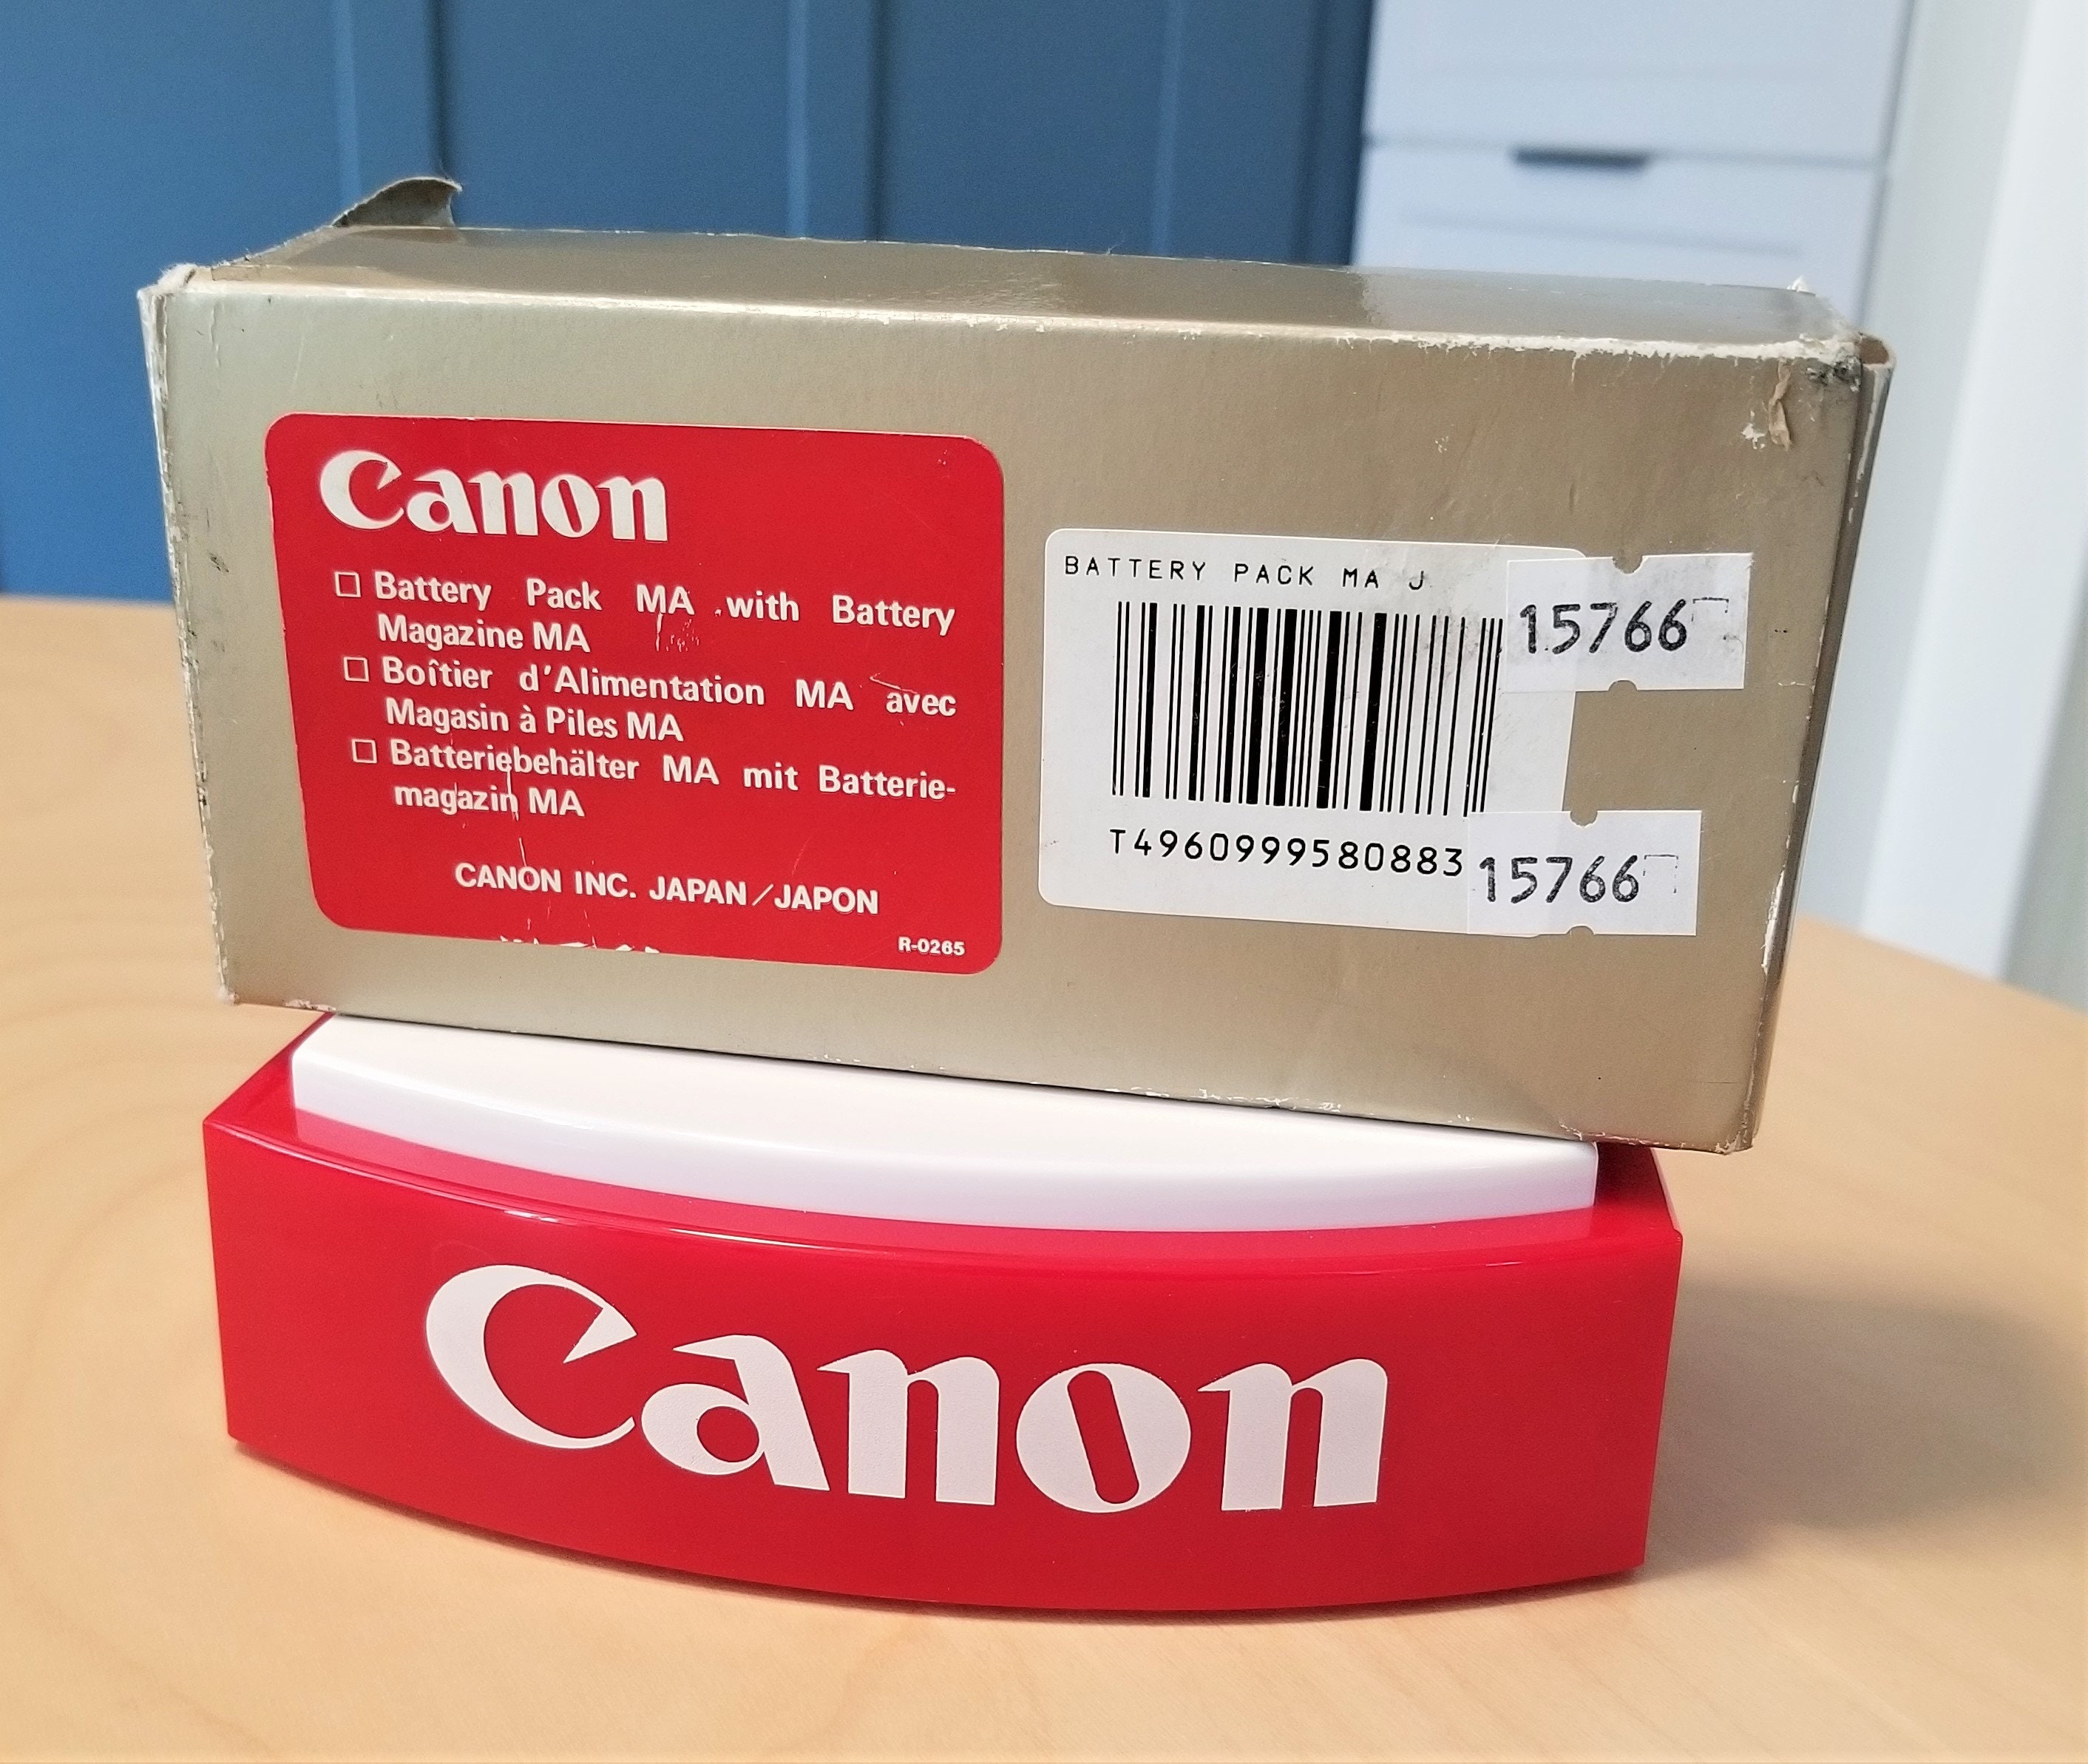 Canon
□ Battery Pack MA with Battery
Magazine MA
□ Boîtier d'Alimentation MA avec
Magasin à Piles MA
□ Batteriebehälter MA mit Batterie-
magazin MA
CANON INC. JAPAN/JAPON
R-0265
BATTERY PACK MA J
T4960999580883
15766
15766
Canon